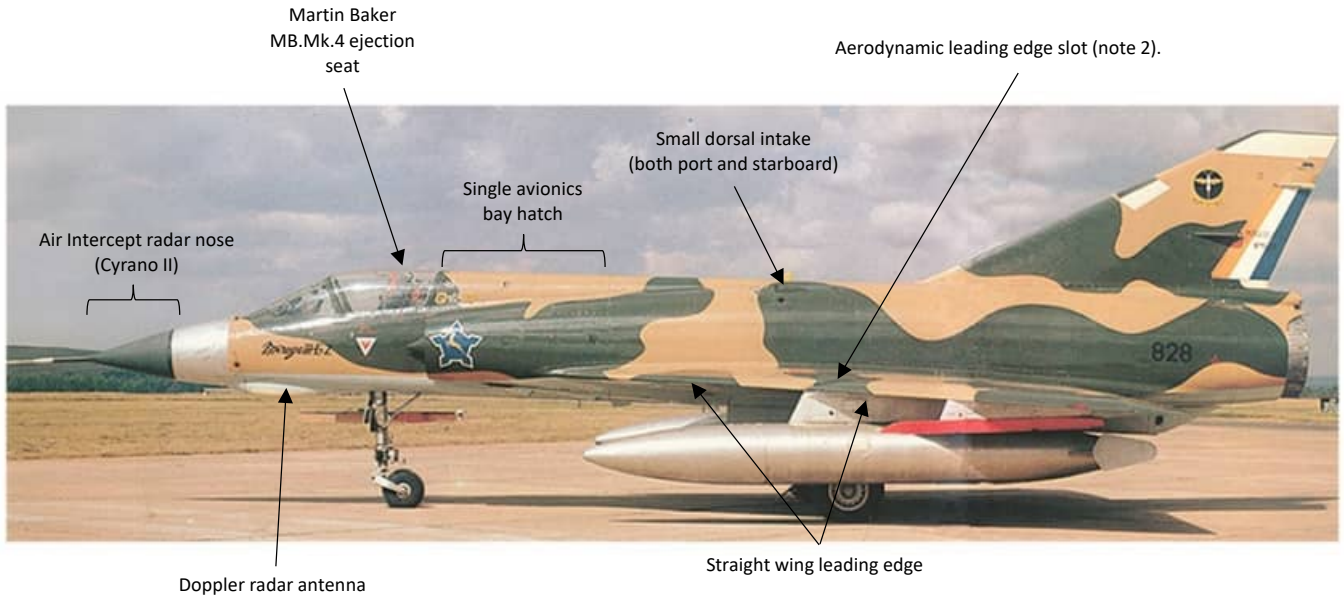 Martin Baker
MB.Mk.4 ejection
seat
Aerodynamic leading edge slot (note 2).
Small dorsal intake
(both port and starboard)
Single avionics
bay hatch
Air Intercept radar nose
(Cyrano II)
828
Straight wing leading edge
Doppler radar antenna